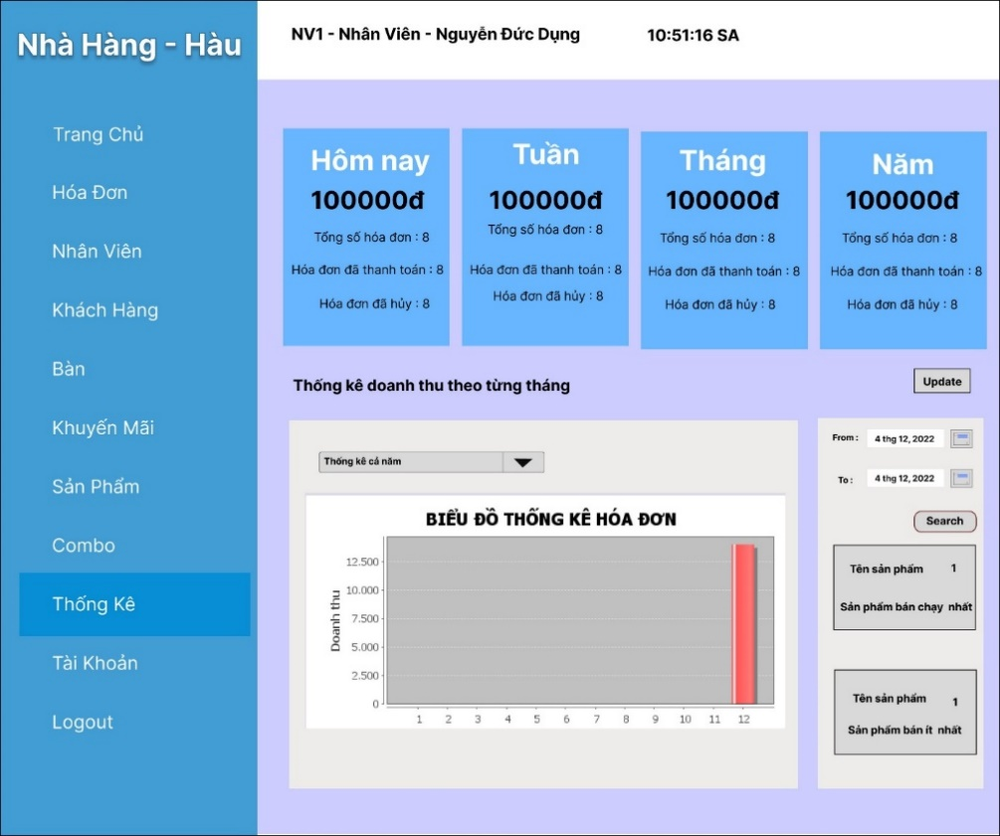 Nhà Hàng - Hàu
NV1 - Nhân Viên - Nguyễn Đức Dụng
10:51:16 SA
Trang Chủ
Hóa Đơn
Nhân Viên
Khách Hàng
Bàn
Khuyến Mãi
Sản Phẩm
Combo
Thống Kê
Tài Khoản
Logout
Hôm nay
100000đ
Tổng số hóa đơn : 8
Hóa đơn đã thanh toán : 8
Hóa đơn đã hủy : 8
Tuần
100000đ
Tổng số hóa đơn : 8
Hóa đơn đã thanh toán : 8
Hóa đơn đã hủy : 8
Tháng
100000đ
Tổng số hóa đơn : 8
Hóa đơn đã thanh toán : 8
Hóa đơn đã hủy : 8
Năm
100000đ
Tổng số hóa đơn : 8
Hóa đơn đã thanh toán : 8
Hóa đơn đã hủy : 8
Thống kê doanh thu theo từng tháng
Update
Thống kê cả năm
BIỂU ĐỒ THỐNG KÊ HÓA ĐƠN
Doanh thu
12.500
10.000
7.500
5.000
2.500
0
1 2 3 4 5 6 7 8 9 10 11 12
From : 4 thg 12, 2022
To : 4 thg 12, 2022
Search
Tên sản phẩm 1
Sản phẩm bán chạy nhất
Tên sản phẩm 1
Sản phẩm bán ít nhất